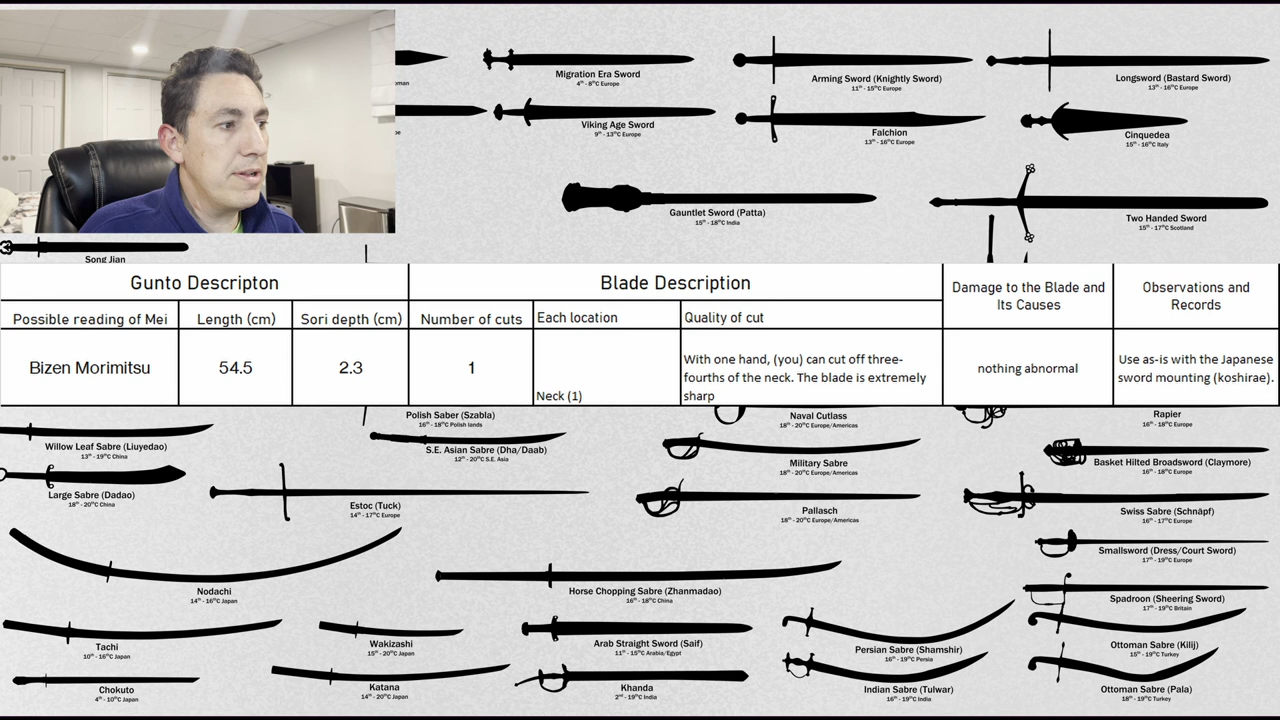 Migration Era Sword
4th - 8thC Europe
Arming Sword (Knightly Sword)
11th - 15thC Europe
Longsword (Bastard Sword)
13th - 16thC Europe
Viking Age Sword
9th - 13thC Europe
Falchion
13th - 16thC Europe
Cinquedea
15th - 16thC Italy
Gauntlet Sword (Patta)
15th - 18thC India
Two Handed Sword
15th - 17thC Scotland
Song Jian
Gunto Descripton
Blade Description
Damage to the Blade and
Its Causes
Observations and
Records
Possible reading of Mei
Length (cm)
Sori depth (cm)
Number of cuts
Each location
Quality of cut
Bizen Morimitsu
54.5
2.3
1
Neck (1)
With one hand, (you) can cut off three-
fourths of the neck. The blade is extremely
sharp
nothing abnormal
Use as-is with the Japanese
sword mounting (koshirae).
Polish Saber (Szabla)
16th - 18thC Polish lands
Naval Cutlass
18th - 20thC Europe/Americas
Rapier
16th - 18thC Europe
Willow Leaf Sabre (Liuyedao)
13th - 19thC China
S.E. Asian Sabre (Dha/Daab)
12th - 20thC S.E. Asia
Military Sabre
18th - 20thC Europe/Americas
Basket Hilted Broadsword (Claymore)
16th - 18thC Europe
Large Sabre (Dadao)
18th - 20thC China
Estoc (Tuck)
14th - 17thC Europe
Pallasch
18th - 20thC Europe/Americas
Swiss Sabre (Schnapf)
16th - 17thC Europe
Smallsword (Dress/Court Sword)
17th - 19thC Europe
Nodachi
14th - 16thC Japan
Horse Chopping Sabre (Zhanmadao)
16th - 18thC China
Spadroon (Sheering Sword)
17th - 19thC Britain
Tachi
10th - 16thC Japan
Wakizashi
15th - 20thC Japan
Arab Straight Sword (Saif)
11th - 15thC Arabia/Egypt
Persian Sabre (Shamshir)
16th - 19thC Persia
Ottoman Sabre (Kilij)
15th - 19thC Turkey
Chokuto
4th - 10thC Japan
Katana
14th - 20thC Japan
Khanda
2nd - 19thC India
Indian Sabre (Tulwar)
16th - 19thC India
Ottoman Sabre (Pala)
18th - 19thC Turkey